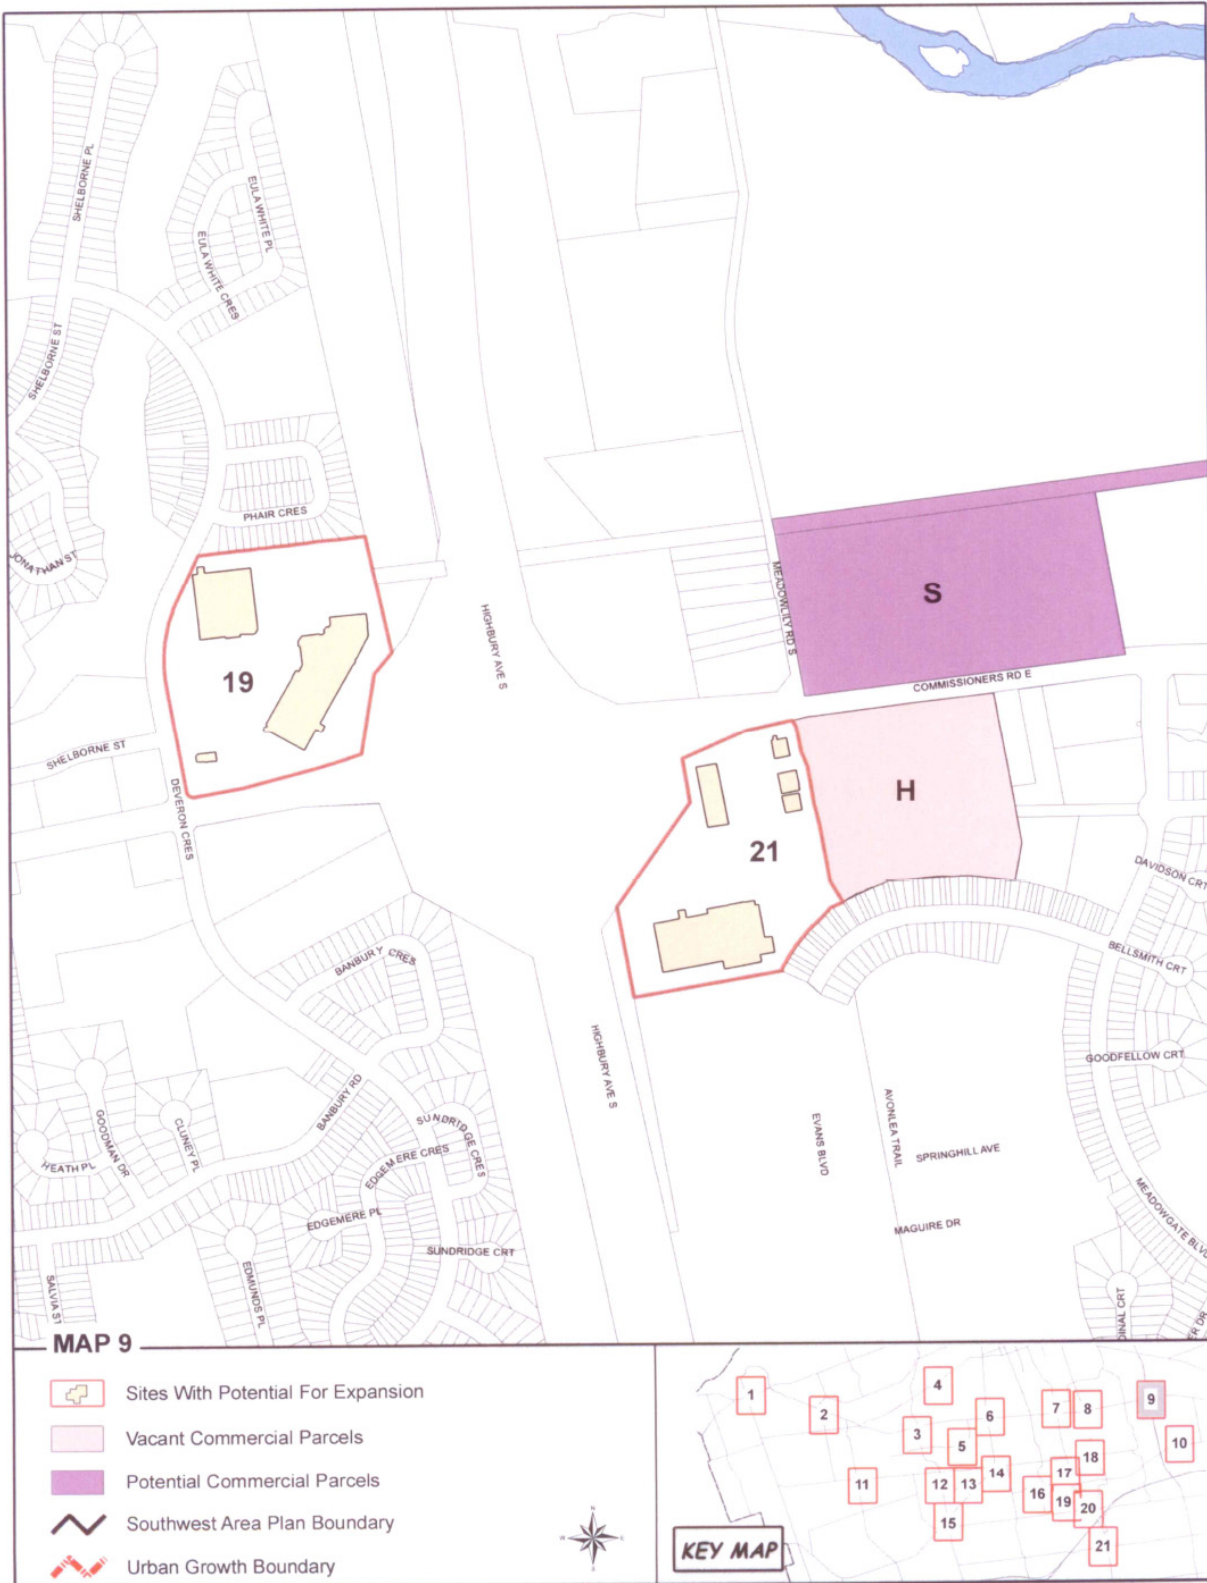 SHELBORNE PL
EULA WHITE PL
EULA WHITE CRES
SHELBORNE ST
PHAIR CRES
JONATHAN ST
19
HIGHBURY AVE S
MEADOWLILY RD S
S
COMMISSIONERS RD E
SHELBORNE ST
DEVERON CRES
H
21
DAVIDSON CRT
BELLSMITH CRT
BANBURY CRES
GOODFELLOW CRT
HIGHBURY AVE S
BANBURY RD
GOODMAN DR
CLUNEY PL
HEATH PL
SUNDRIDGE CRES
EDGEMERE CRES
EVANS BLVD
AVONLEA TRAIL
SPRINGHILL AVE
MAGUIRE DR
MEADOWGATE BLVD
EDGEMERE PL
SUNDRIDGE CRT
EDMUNDS PL
SALVIA ST
DINAL CRT
ER DR
MAP 9
Sites With Potential For Expansion
Vacant Commercial Parcels
Potential Commercial Parcels
Southwest Area Plan Boundary
Urban Growth Boundary
N
W E
S
KEY MAP
1
2
3
4
5
6
7
8
9
10
11
12
13
14
15
16
17
18
19
20
21